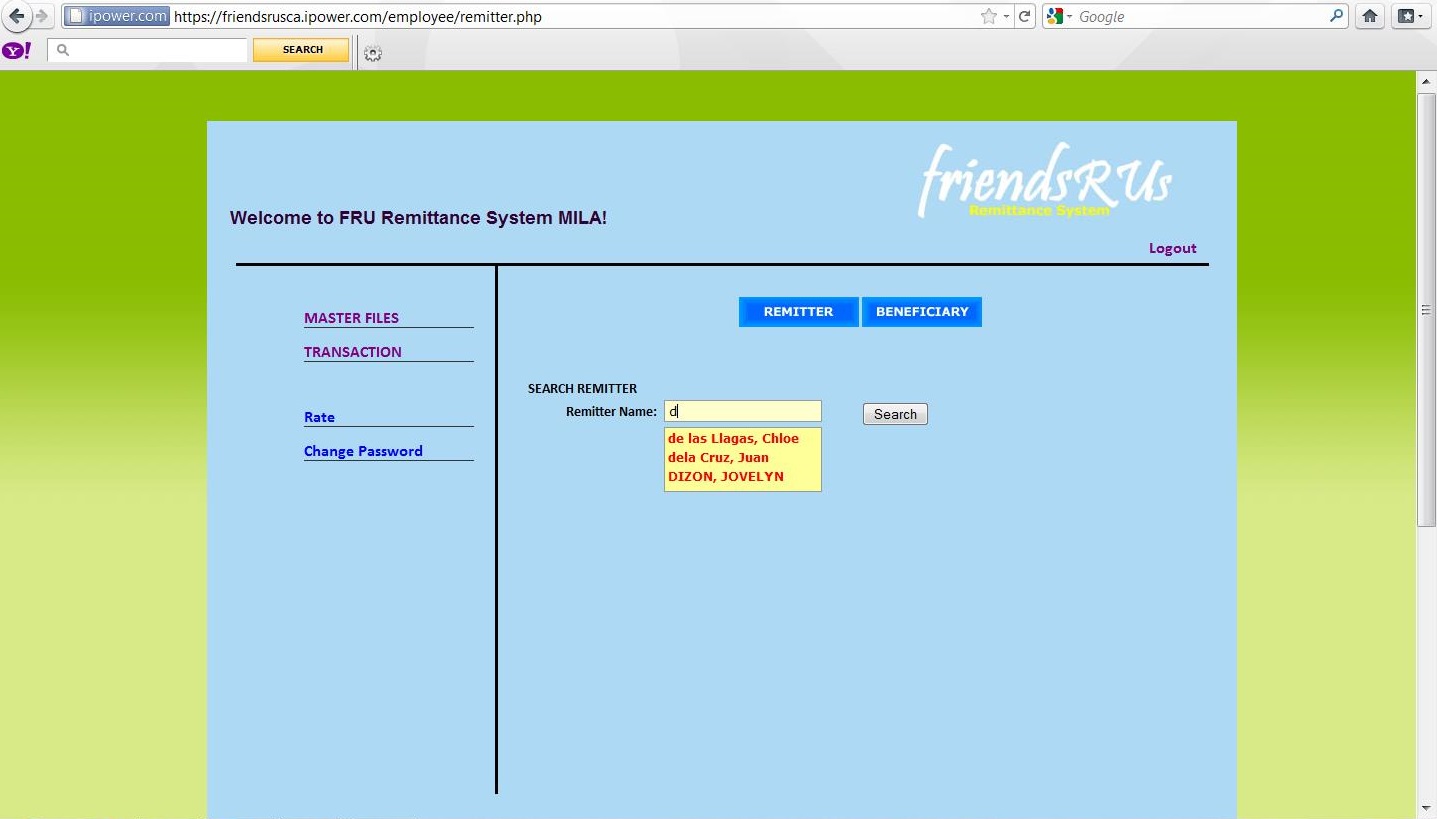 ipower.com https://friendsrusca.ipower.com/employee/remitter.php Google
Y! SEARCH
friendsRUs
Remittance System
Welcome to FRU Remittance System MILA!
Logout
MASTER FILES
TRANSACTION
Rate
Change Password
REMITTER BENEFICIARY
SEARCH REMITTER
Remitter Name: d Search
de las Llagas, Chloe
dela Cruz, Juan
DIZON, JOVELYN